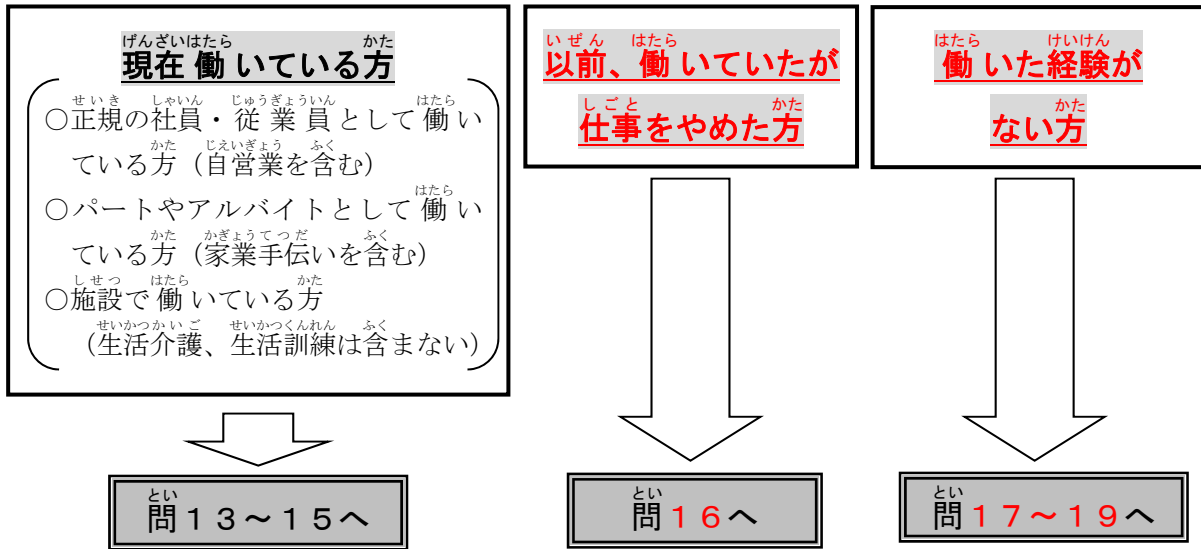 げんざいはたら かた
現在働いている方
○正規の社員・従業員として働い
せいき しゃいん じゅうぎょういん はたら
ている方（自営業を含む）
かた じえいぎょう ふく
○パートやアルバイトとして働い
はたら
ている方（家業手伝いを含む）
かた かぎょうてつだ ふく
○施設で働いている方
しせつ はたら かた
（生活介護、生活訓練は含まない）
せいかつかいご せいかつくんれん ふく
とい
問１３～１５へ
いぜん はたら
以前、働いていたが
しごと かた
仕事をやめた方
とい
問１６へ
はたら けいけん
働いた経験が
かた
ない方
とい
問１７～１９へ